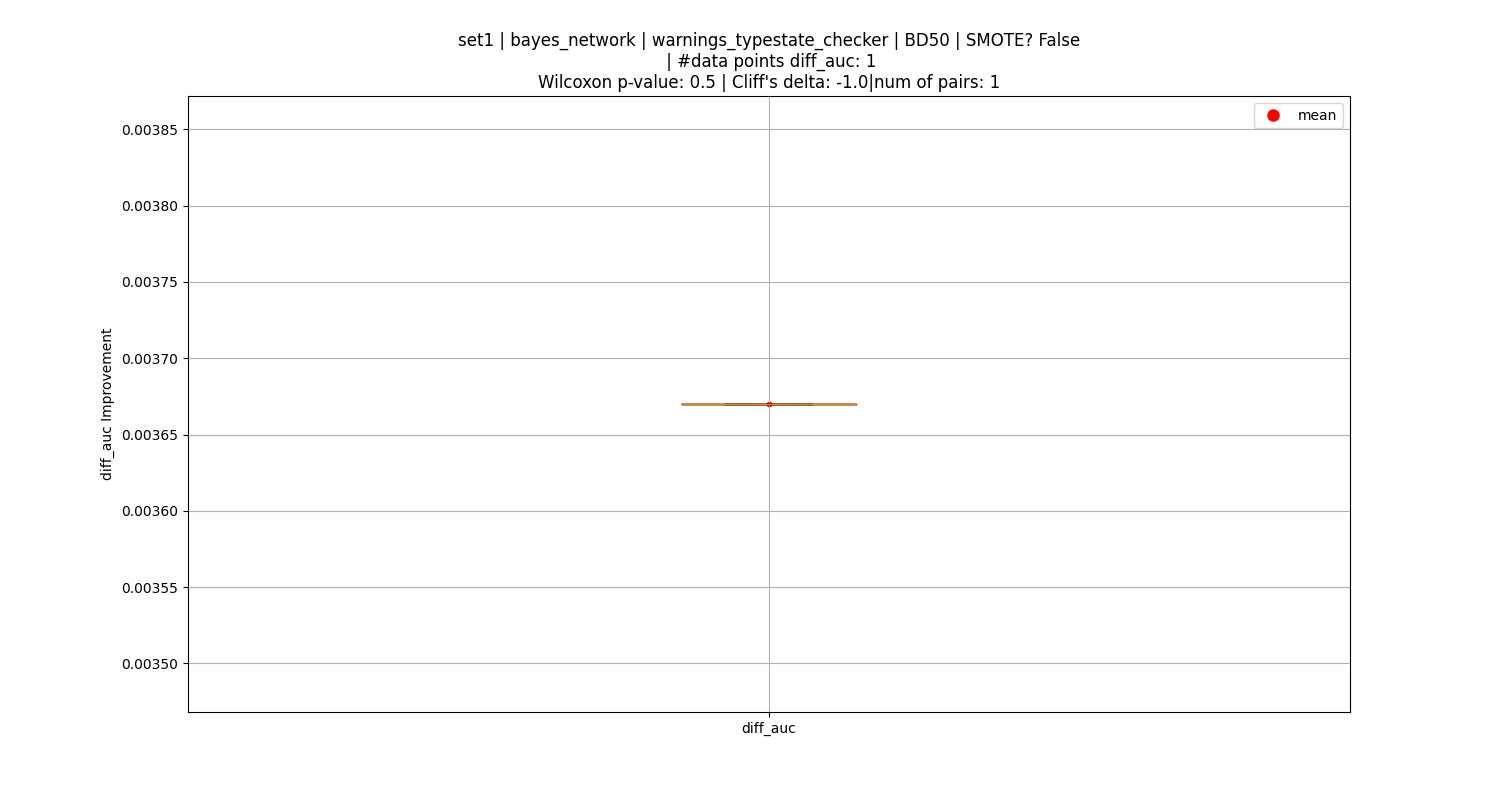 set1 | bayes_network | warnings_typestate_checker | BD50 | SMOTE? False
| #data points diff_auc: 1
Wilcoxon p-value: 0.5 | Cliff's delta: -1.0|num of pairs: 1
mean
0.00385
0.00380
0.00375
0.00370
0.00365
0.00360
0.00355
0.00350
diff_auc Improvement
diff_auc